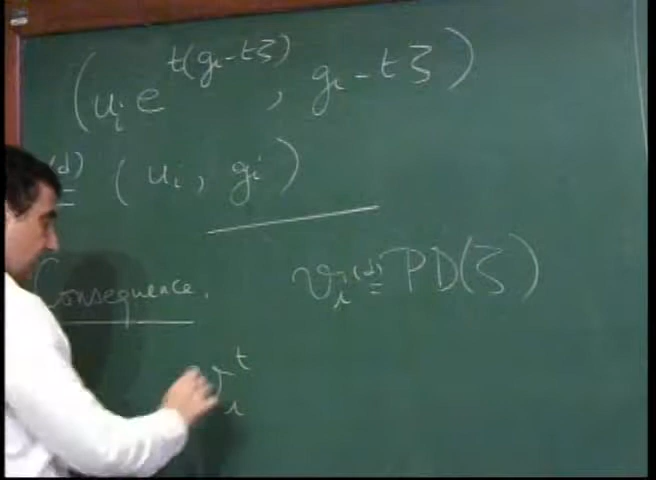 (u_i e^{t(g_i - tζ)}, g_i - tζ)
(d) = (u_i, g_i)
Consequence. v_i (d) = PD(ζ)
v_i^t